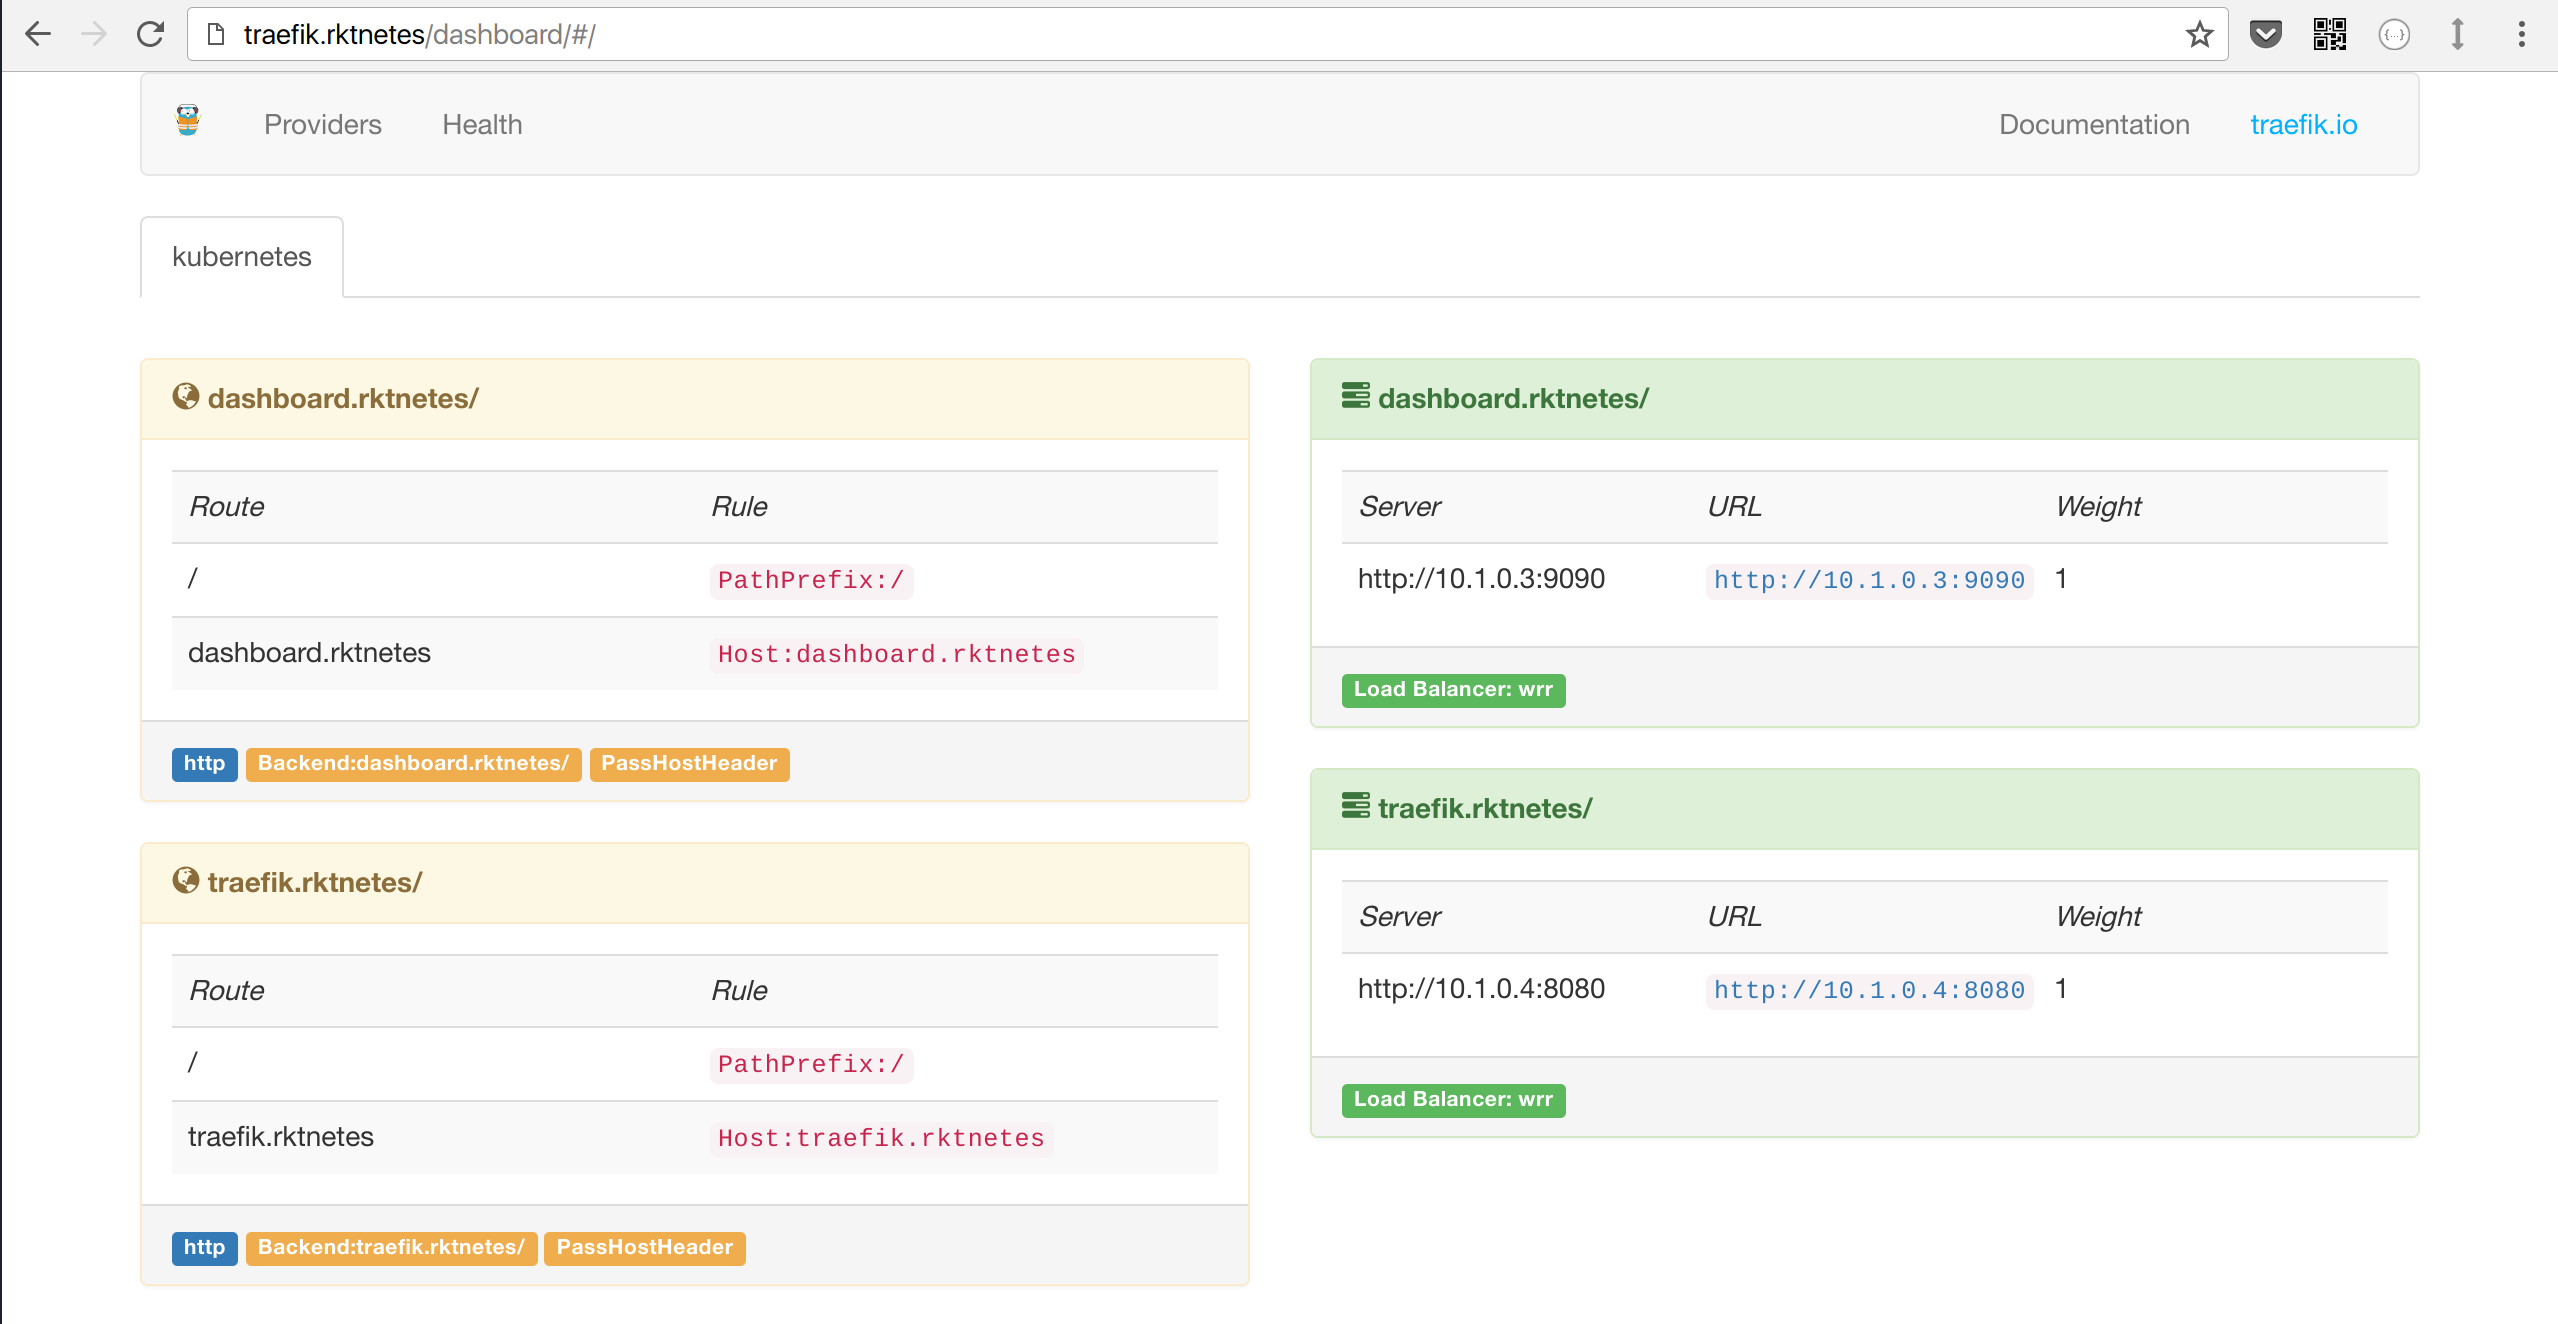 traefik.rktnetes/dashboard/#/
Providers Health Documentation traefik.io
kubernetes
dashboard.rktnetes/
Route Rule
/ PathPrefix:/
dashboard.rktnetes Host:dashboard.rktnetes
http Backend:dashboard.rktnetes/ PassHostHeader
traefik.rktnetes/
Route Rule
/ PathPrefix:/
traefik.rktnetes Host:traefik.rktnetes
http Backend:traefik.rktnetes/ PassHostHeader
dashboard.rktnetes/
Server URL Weight
http://10.1.0.3:9090 http://10.1.0.3:9090 1
Load Balancer: wrr
traefik.rktnetes/
Server URL Weight
http://10.1.0.4:8080 http://10.1.0.4:8080 1
Load Balancer: wrr